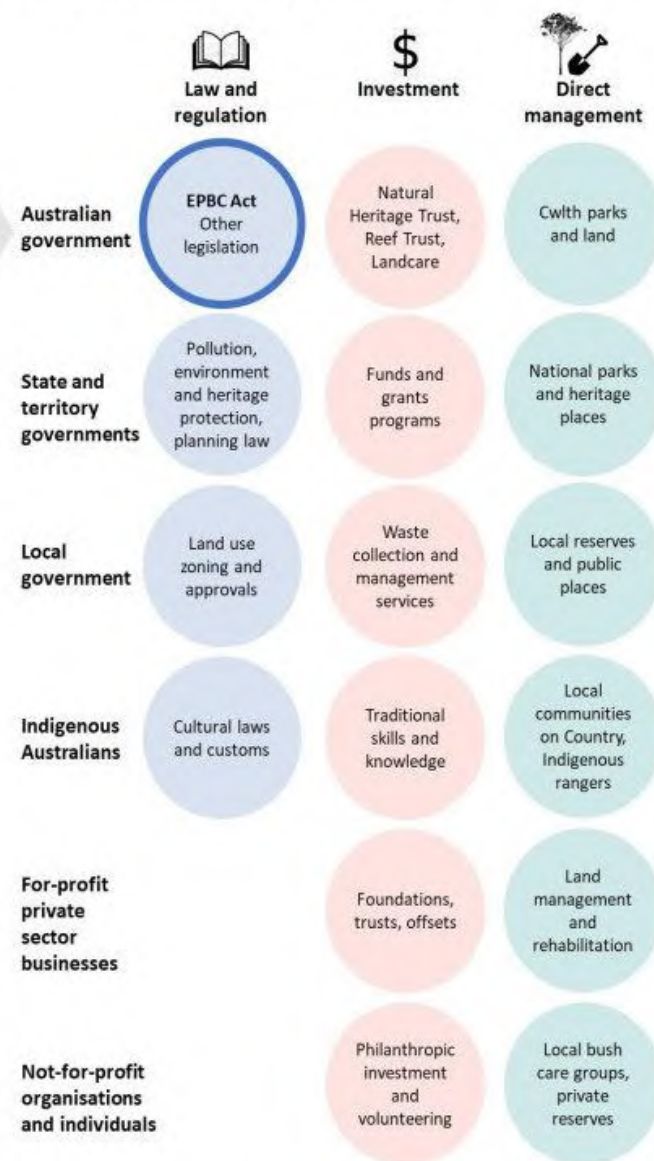 $
Law and
regulation
Investment
Direct
management
Australian
government
EPBC Act
Other
legislation
Natural
Heritage Trust,
Reef Trust,
Landcare
Cwlth parks
and land
State and
territory
governments
Pollution,
environment
and heritage
protection,
planning law
Funds and
grants
programs
National parks
and heritage
places
Local
government
Land use
zoning and
approvals
Waste
collection and
management
services
Local reserves
and public
places
Indigenous
Australians
Cultural laws
and customs
Traditional
skills and
knowledge
Local
communities
on Country,
Indigenous
rangers
For-profit
private
sector
businesses
Foundations,
trusts, offsets
Land
management
and
rehabilitation
Not-for-profit
organisations
and individuals
Philanthropic
investment
and
volunteering
Local bush
care groups,
private
reserves